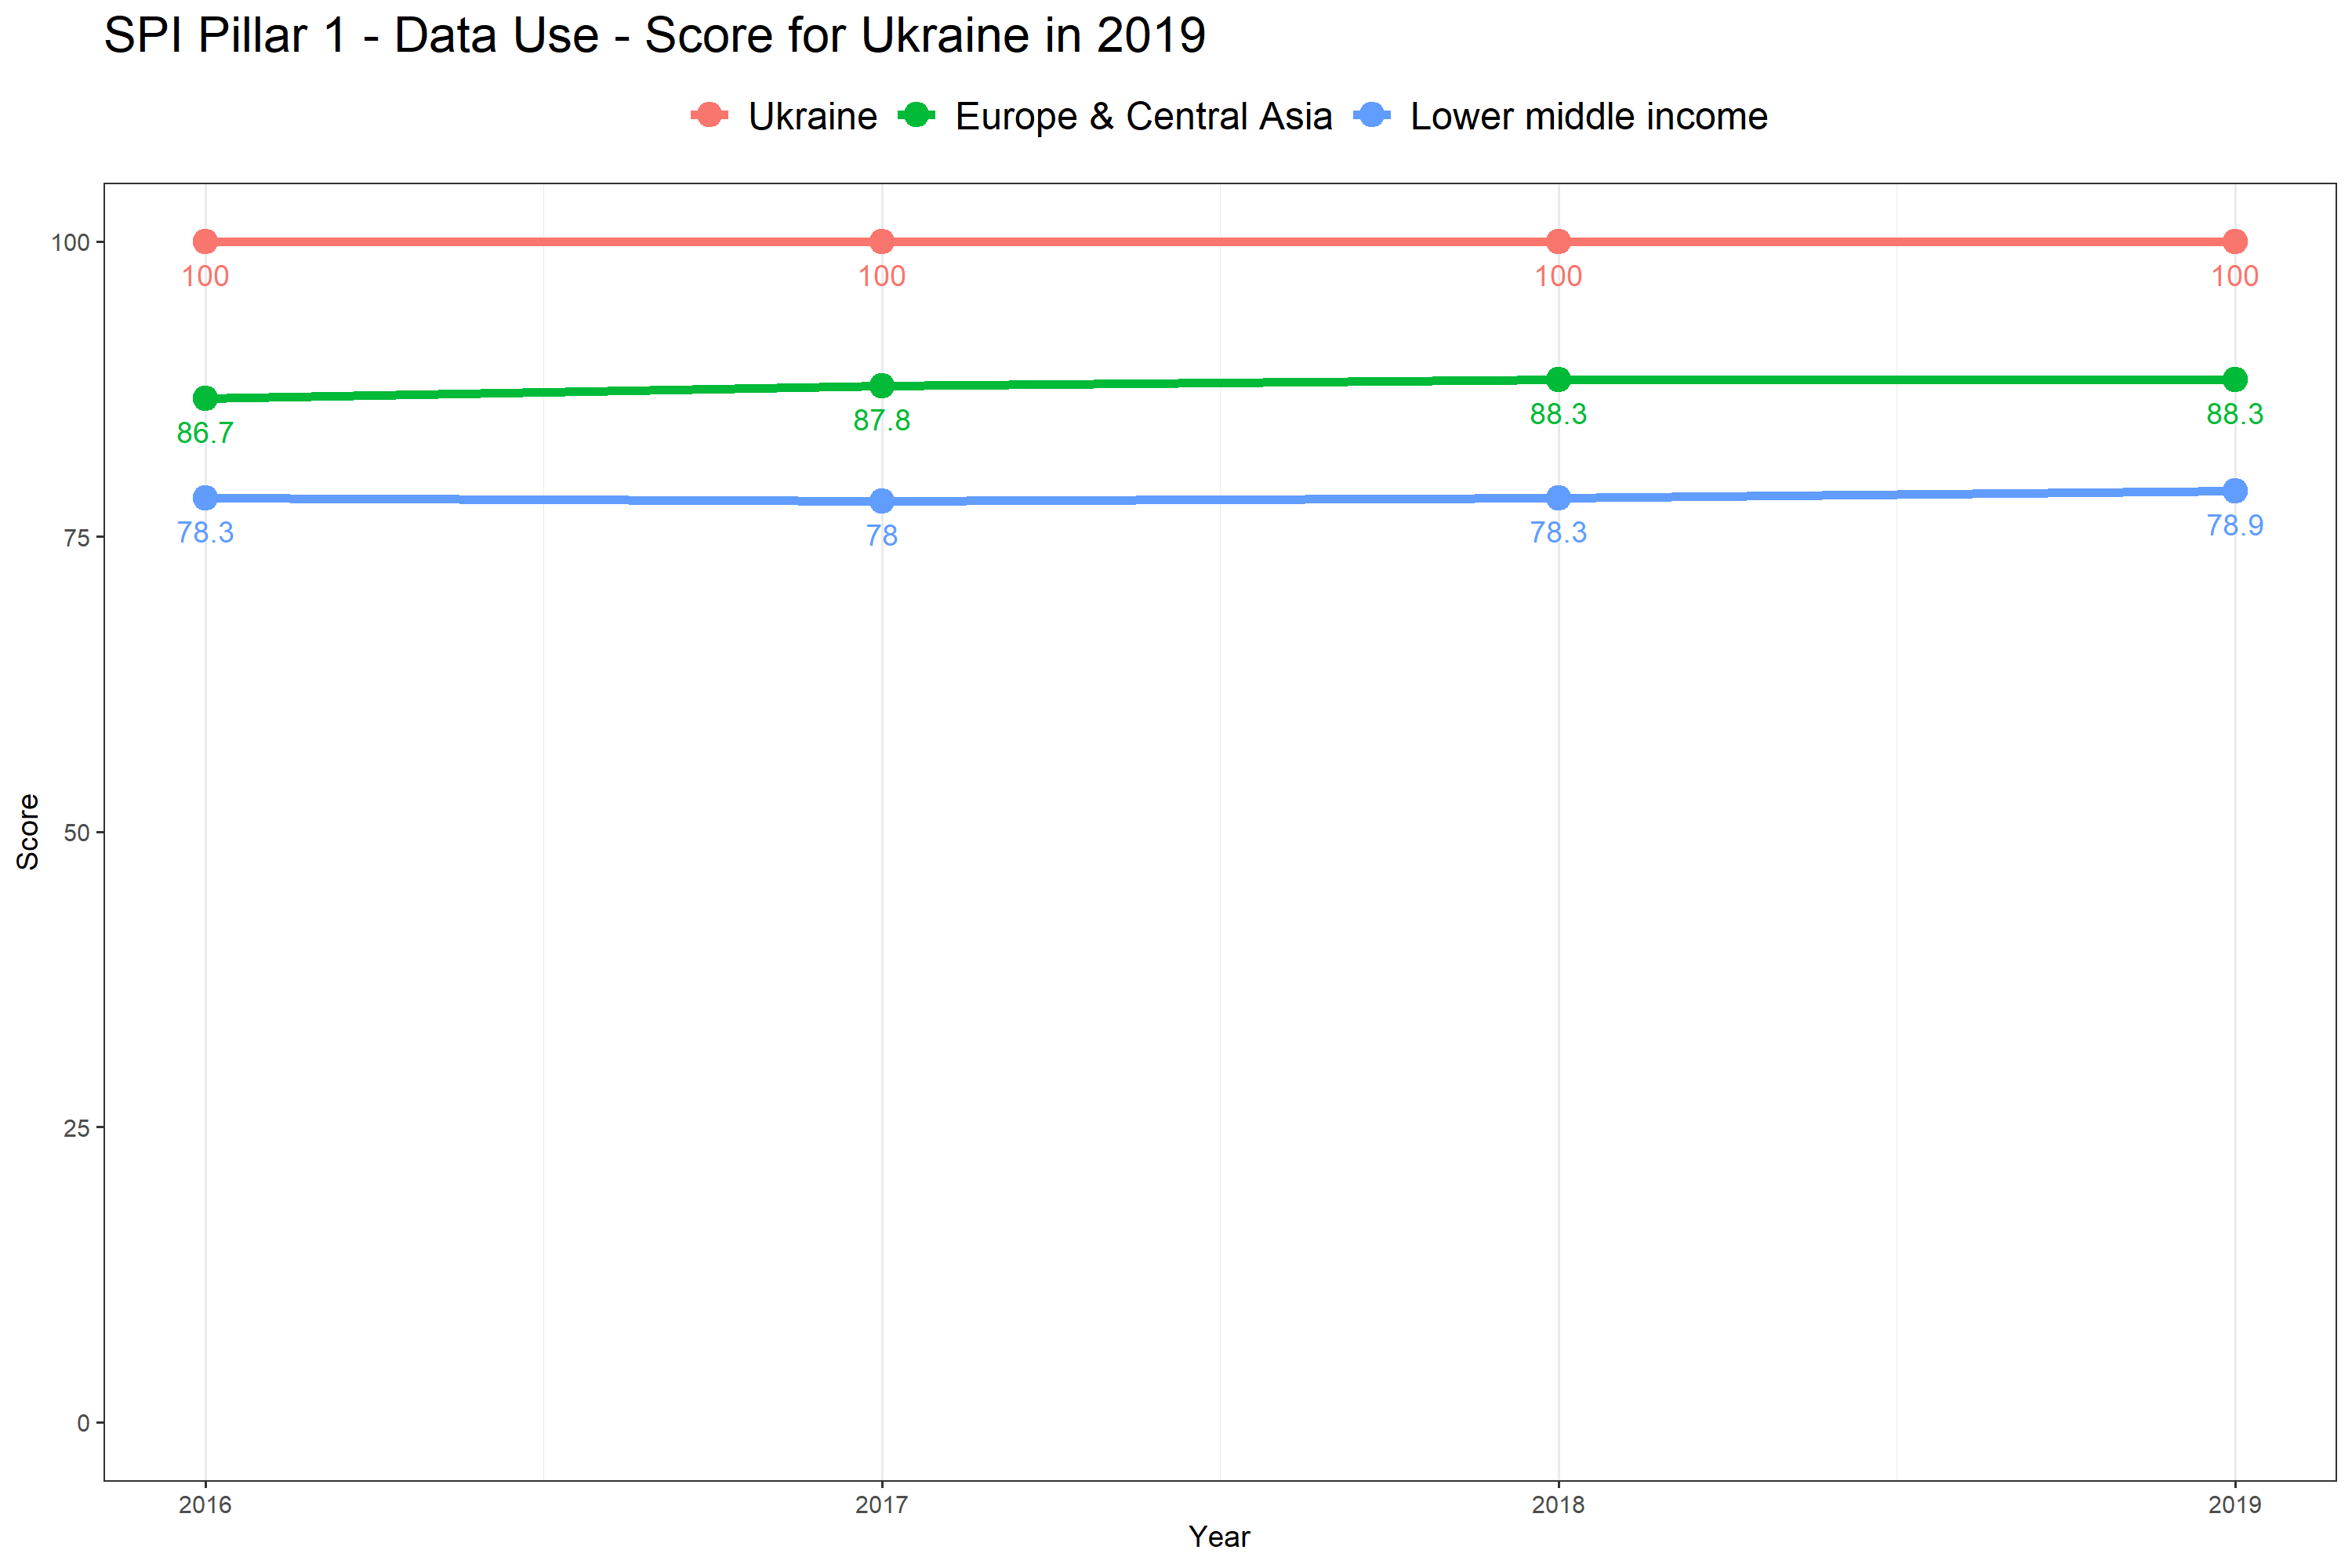 SPI Pillar 1 - Data Use - Score for Ukraine in 2019
Ukraine Europe & Central Asia Lower middle income
100
100 100 100 100
86.7 87.8 88.3 88.3
78.3 78 78.3 78.9
75
50
Score
25
0
2016 2017 2018 2019
Year